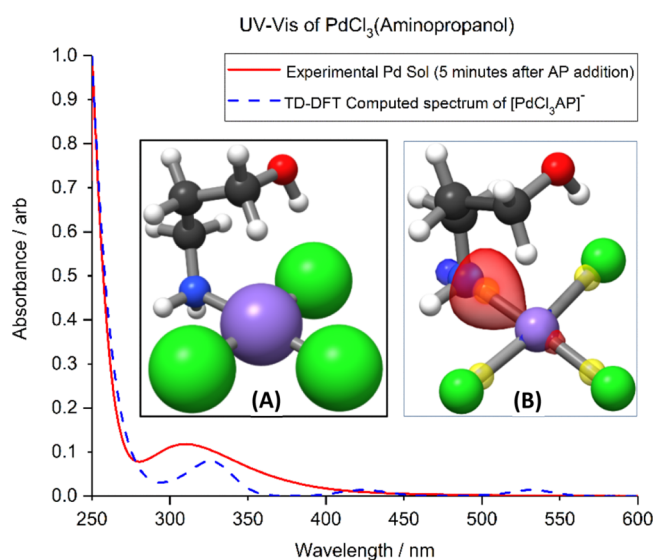 UV-Vis of PdCl₃(Aminopropanol)
Experimental Pd Sol (5 minutes after AP addition)
TD-DFT Computed spectrum of [PdCl₃AP]⁻
Absorbance / arb
1.0
0.9
0.8
0.7
0.6
0.5
0.4
0.3
0.2
0.1
0.0
(A)
(B)
250 300 350 400 450 500 550 600
Wavelength / nm